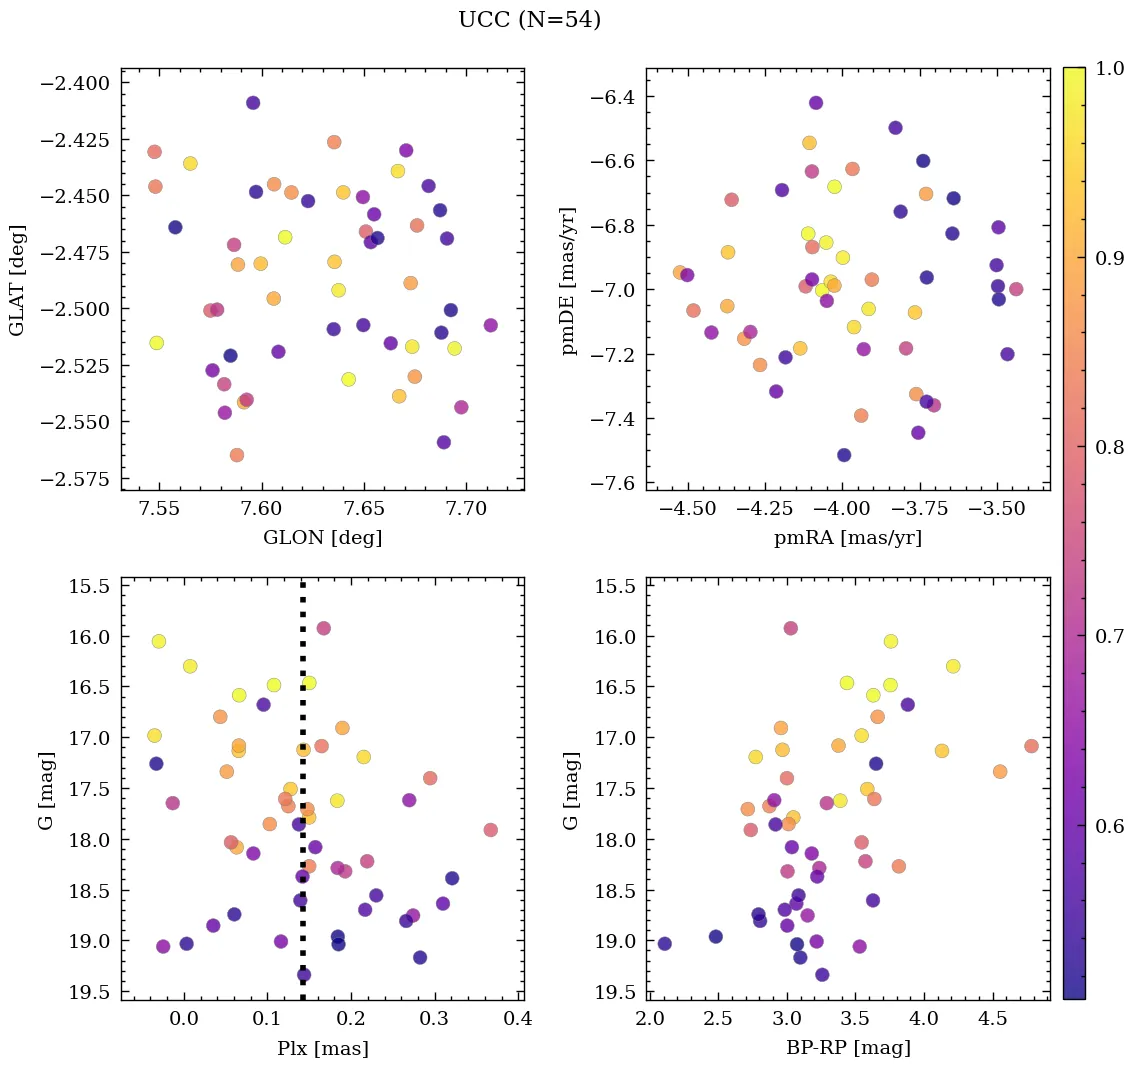 UCC (N=54)
−2.400
−2.425
−2.450
−2.475
−2.500
−2.525
−2.550
−2.575
GLAT [deg]
7.55 7.60 7.65 7.70
GLON [deg]
−6.4
−6.6
−6.8
−7.0
−7.2
−7.4
−7.6
pmDE [mas/yr]
−4.50 −4.25 −4.00 −3.75 −3.50
pmRA [mas/yr]
15.5
16.0
16.5
17.0
17.5
18.0
18.5
19.0
19.5
G [mag]
0.0 0.1 0.2 0.3 0.4
Plx [mas]
15.5
16.0
16.5
17.0
17.5
18.0
18.5
19.0
19.5
G [mag]
2.0 2.5 3.0 3.5 4.0 4.5
BP-RP [mag]
1.0
0.9
0.8
0.7
0.6